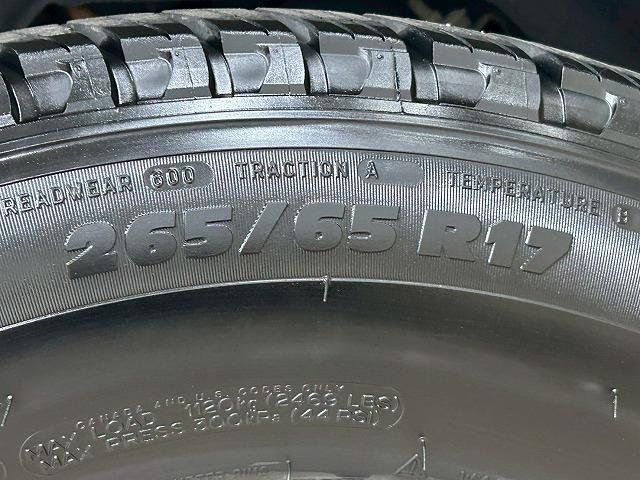 READWEAR 600 TRACTION A TEMPERATURE B
265/65 R17
CANADA AND U.S. CODES ONLY
MAX LOAD 1120KG (2469 LBS)
MAX PRESS 300KPa (44 PSI)